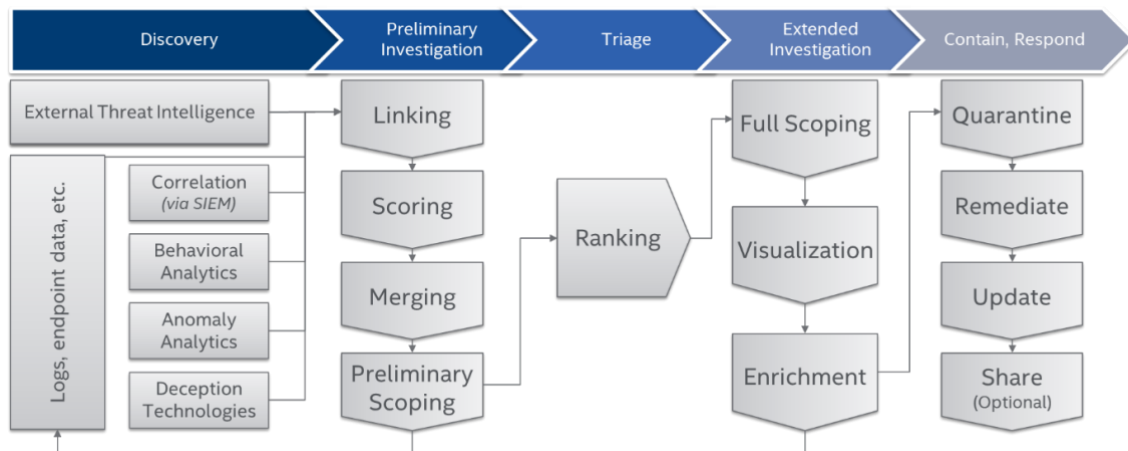 Discovery
Preliminary
Investigation
Triage
Extended
Investigation
Contain, Respond
External Threat Intelligence
Logs, endpoint data, etc.
Correlation
(via SIEM)
Behavioral
Analytics
Anomaly
Analytics
Deception
Technologies
Linking
Scoring
Merging
Preliminary
Scoping
Ranking
Full Scoping
Visualization
Enrichment
Quarantine
Remediate
Update
Share
(Optional)